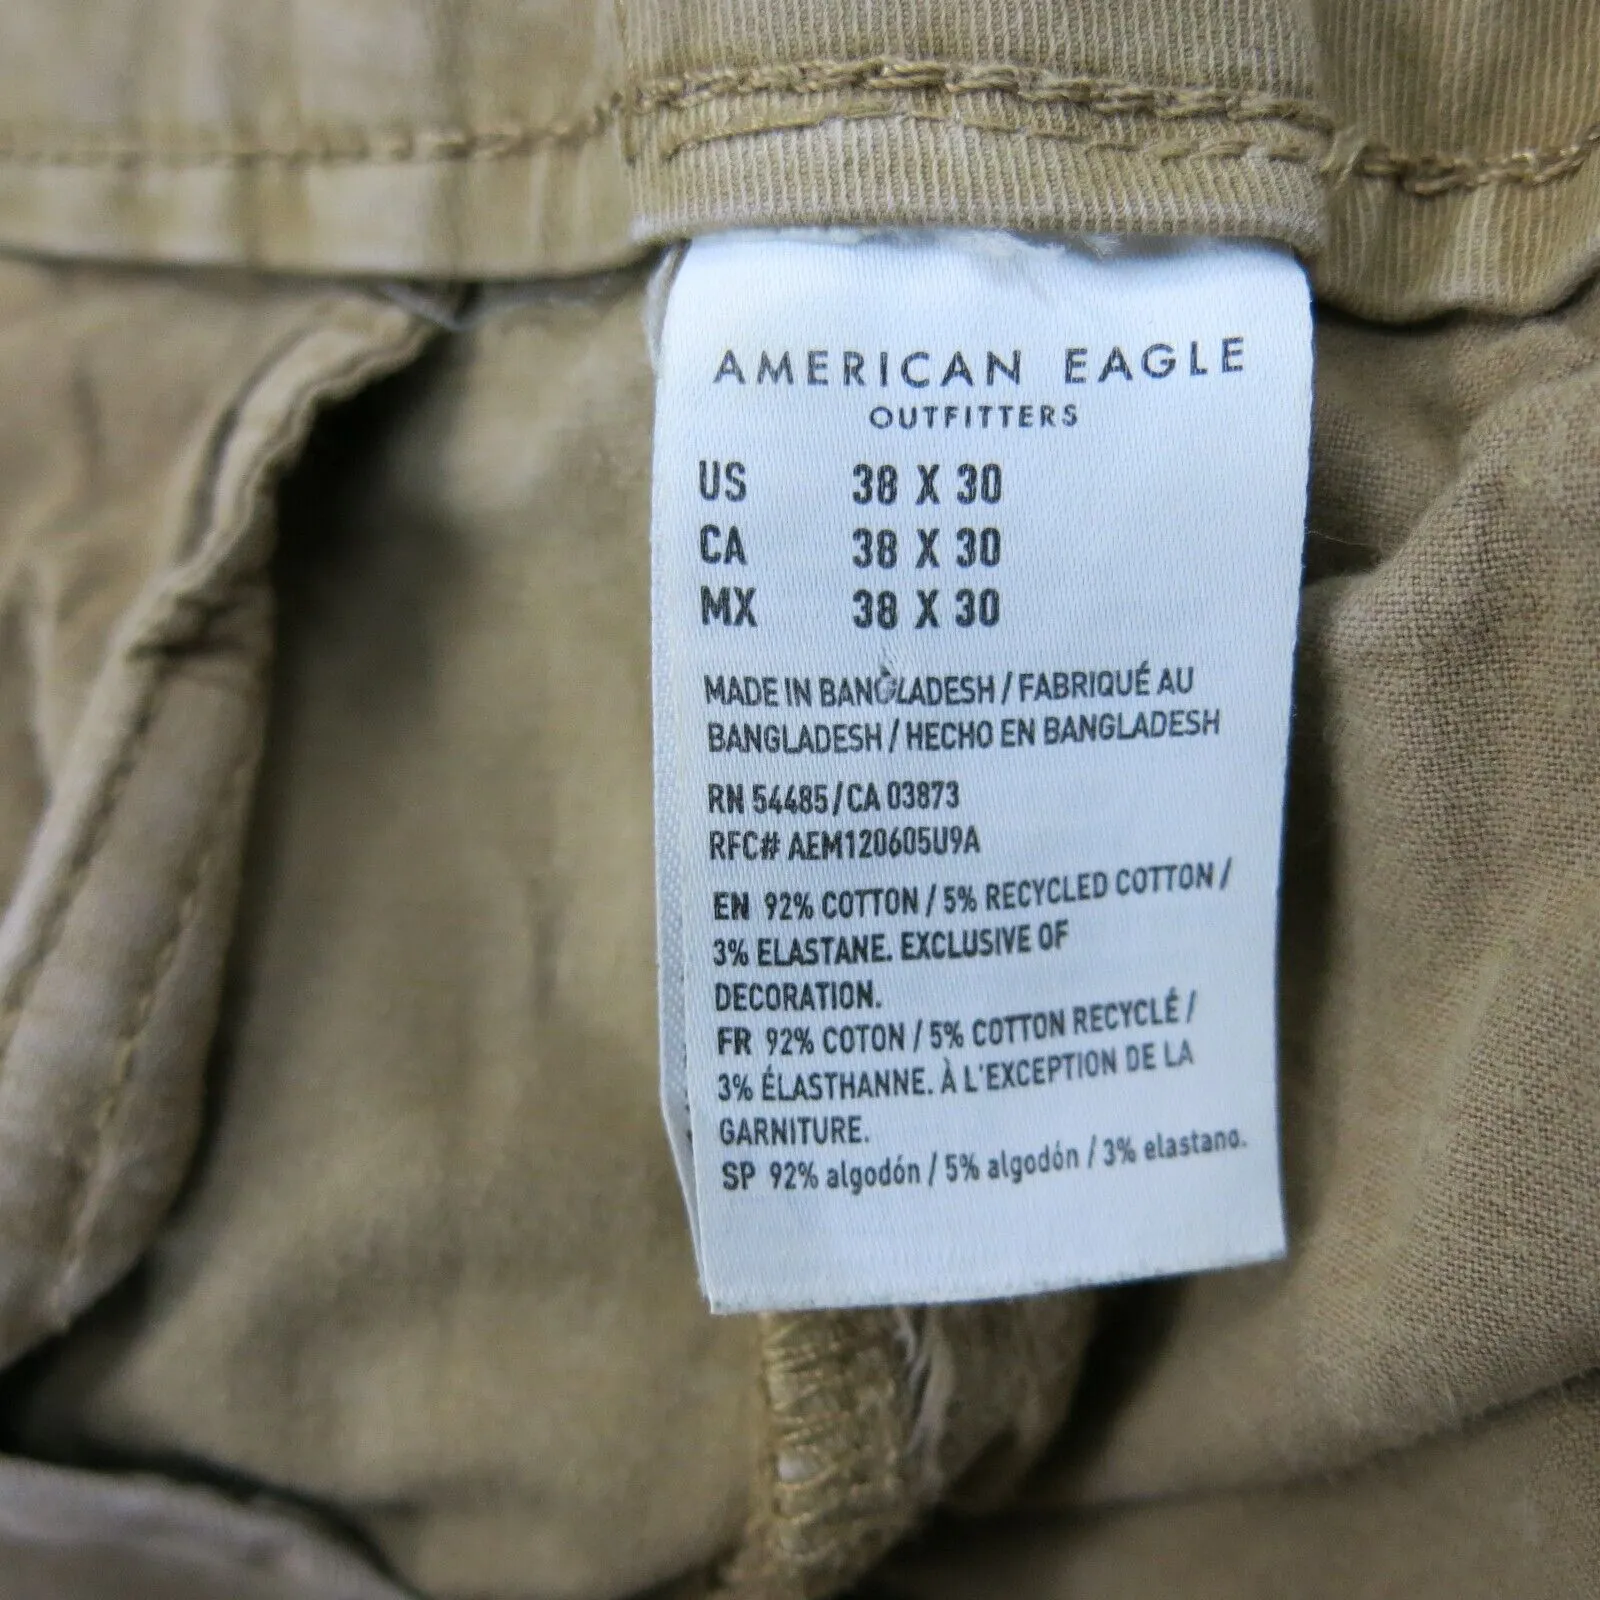 AMERICAN EAGLE
OUTFITTERS
US 38 X 30
CA 38 X 30
MX 38 X 30
MADE IN BANGLADESH / FABRIQUÉ AU
BANGLADESH / HECHO EN BANGLADESH
RN 54485 / CA 03873
RFC# AEM120605U9A
EN 92% COTTON / 5% RECYCLED COTTON /
3% ELASTANE. EXCLUSIVE OF
DECORATION.
FR 92% COTON / 5% COTTON RECYCLÉ /
3% ÉLASTHANNE. À L'EXCEPTION DE LA
GARNITURE.
SP 92% algodón / 5% algodón / 3% elastano.